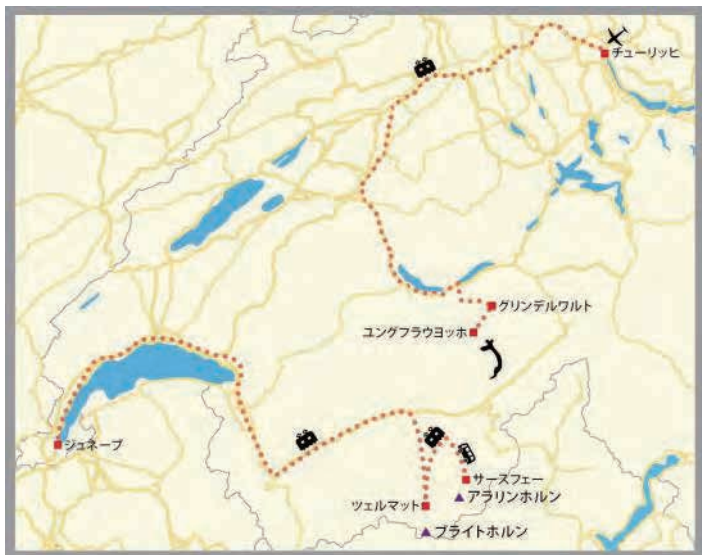 チューリッヒ
グリンデルワルト
ユングフラウヨッホ
ジュネーブ
サースフェー
アラリンホルン
ツェルマット
ブライトホルン